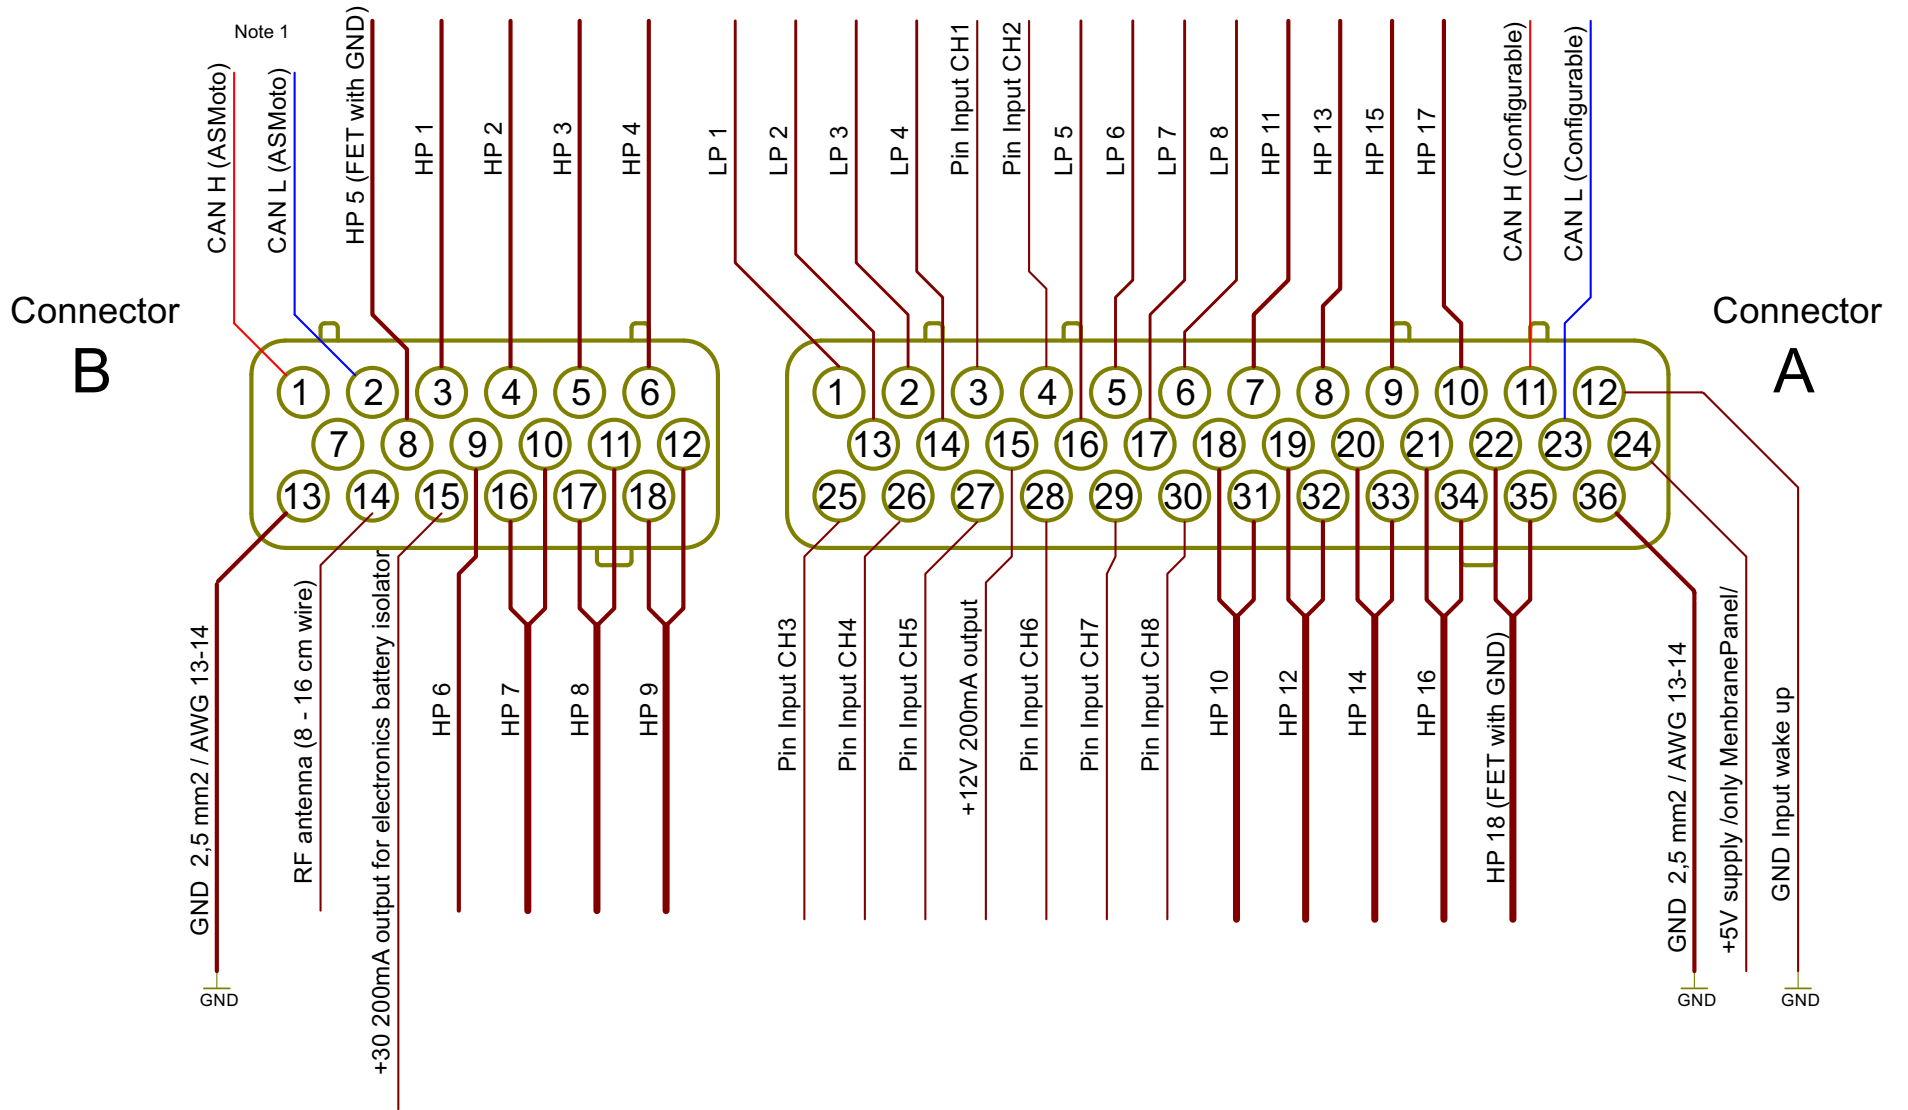 Note 1
CAN H (ASMoto)
CAN L (ASMoto)
HP 5 (FET with GND)
HP 1
HP 2
HP 3
HP 4
LP 1
LP 2
LP 3
LP 4
Pin Input CH1
Pin Input CH2
LP 5
LP 6
LP 7
LP 8
HP 11
HP 13
HP 15
HP 17
CAN H (Configurable)
CAN L (Configurable)
Connector
B
Connector
A
1 2 3 4 5 6
7 8 9 10 11 12
13 14 15 16 17 18
1 2 3 4 5 6 7 8 9 10 11 12
13 14 15 16 17 18 19 20 21 22 23 24
25 26 27 28 29 30 31 32 33 34 35 36
GND 2,5 mm2 / AWG 13-14
RF antenna (8 - 16 cm wire)
+30 200mA output for electronics battery isolator
HP 6
HP 7
HP 8
HP 9
Pin Input CH3
Pin Input CH4
Pin Input CH5
+12V 200mA output
Pin Input CH6
Pin Input CH7
Pin Input CH8
HP 10
HP 12
HP 14
HP 16
HP 18 (FET with GND)
GND 2,5 mm2 / AWG 13-14
+5V supply /only MenbranePanel/
GND Input wake up
GND
GND
GND